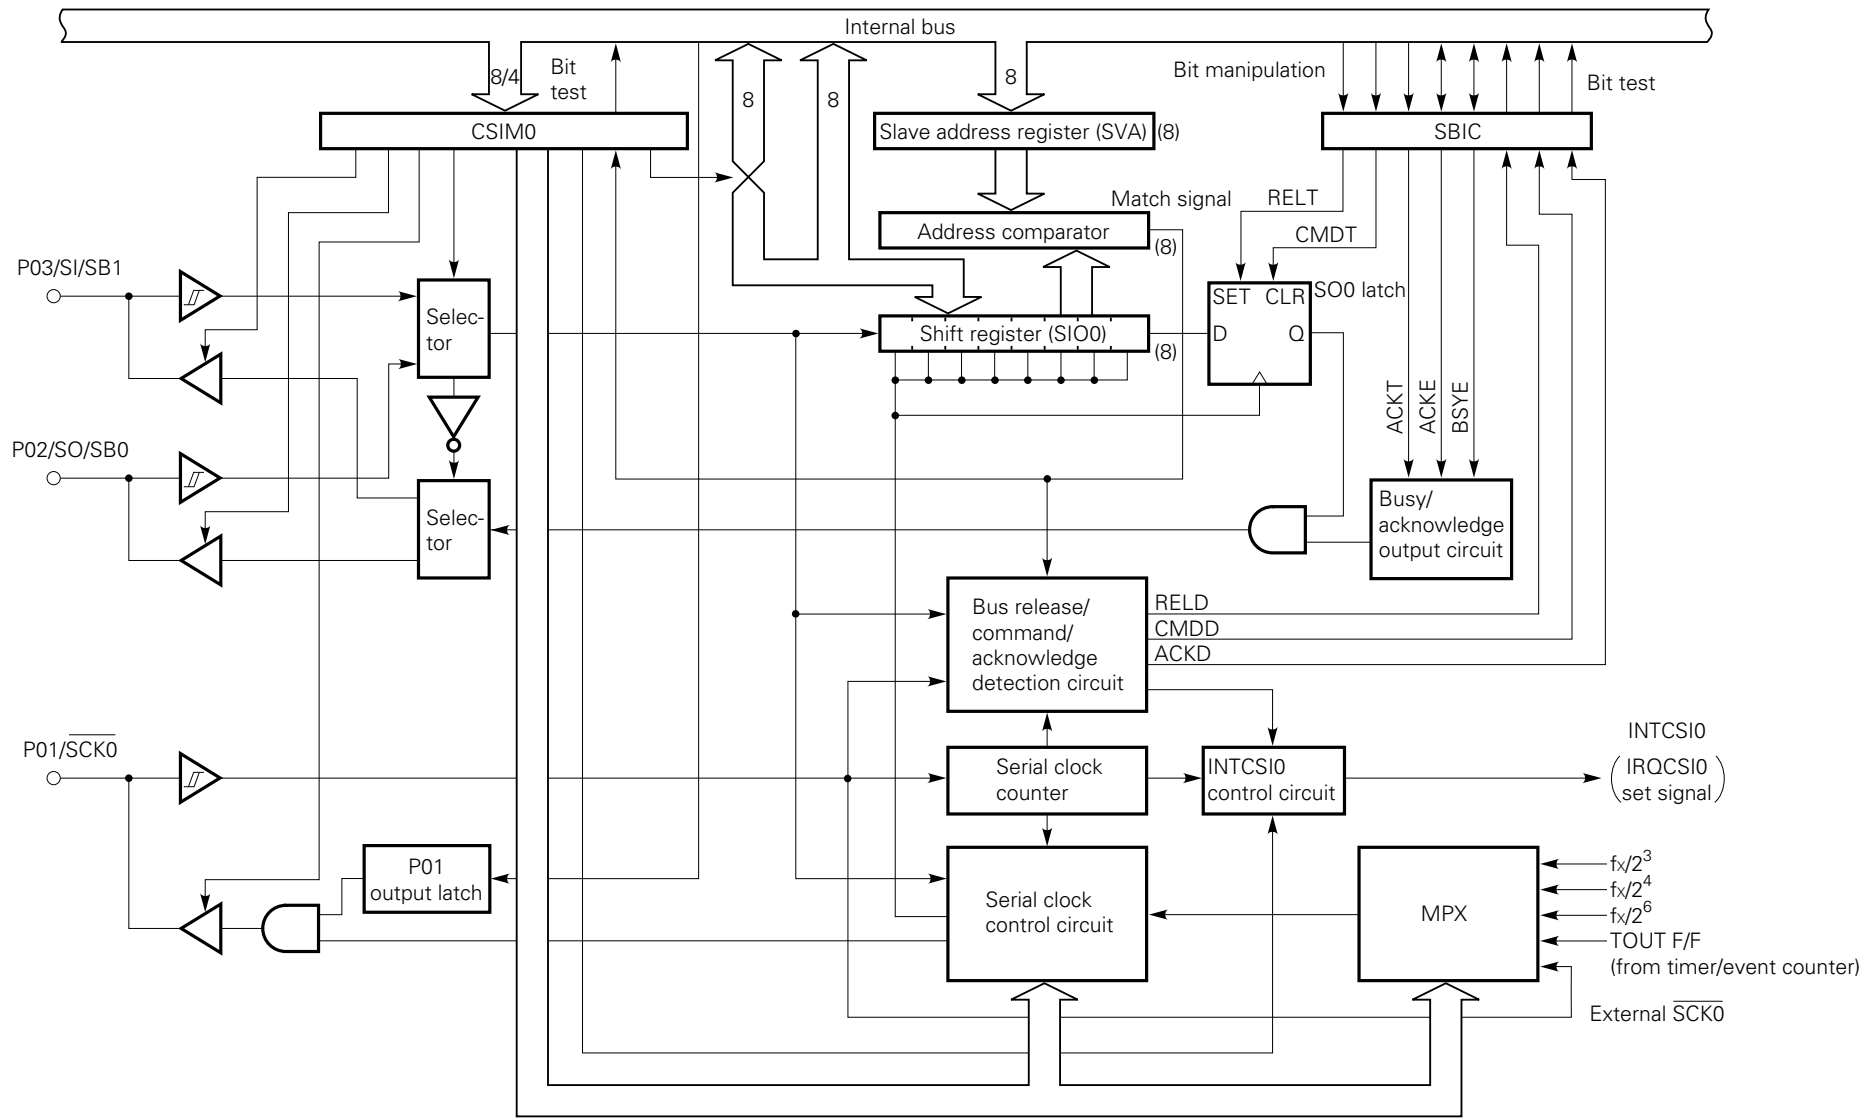 Internal bus
8/4
Bit
test
8
8
8
Bit manipulation
Bit test
CSIM0
Slave address register (SVA)
(8)
SBIC
Match signal
RELT
Address comparator
(8)
CMDT
P03/SI/SB1
Selec-
tor
SET
CLR
SO0 latch
Shift register (SIO0)
(8)
D
Q
ACKT
ACKE
BSYE
P02/SO/SB0
Selec-
tor
Busy/
acknowledge
output circuit
Bus release/
command/
acknowledge
detection circuit
RELD
CMDD
ACKD
P01/SCK0
Serial clock
counter
INTCSI0
control circuit
INTCSI0
(IRQCSI0
set signal)
P01
output latch
Serial clock
control circuit
MPX
fX/2³
fX/2⁴
fX/2⁶
TOUT F/F
(from timer/event counter)
External SCK0